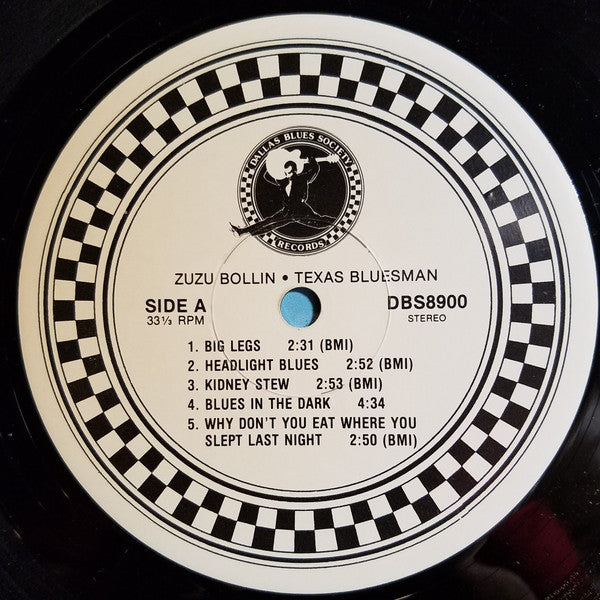 DALLAS BLUES SOCIETY
RECORDS
ZUZU BOLLIN • TEXAS BLUESMAN
SIDE A DBS8900
33⅓ RPM STEREO
1. BIG LEGS 2:31 (BMI)
2. HEADLIGHT BLUES 2:52 (BMI)
3. KIDNEY STEW 2:53 (BMI)
4. BLUES IN THE DARK 4:34
5. WHY DON'T YOU EAT WHERE YOU
SLEPT LAST NIGHT 2:50 (BMI)